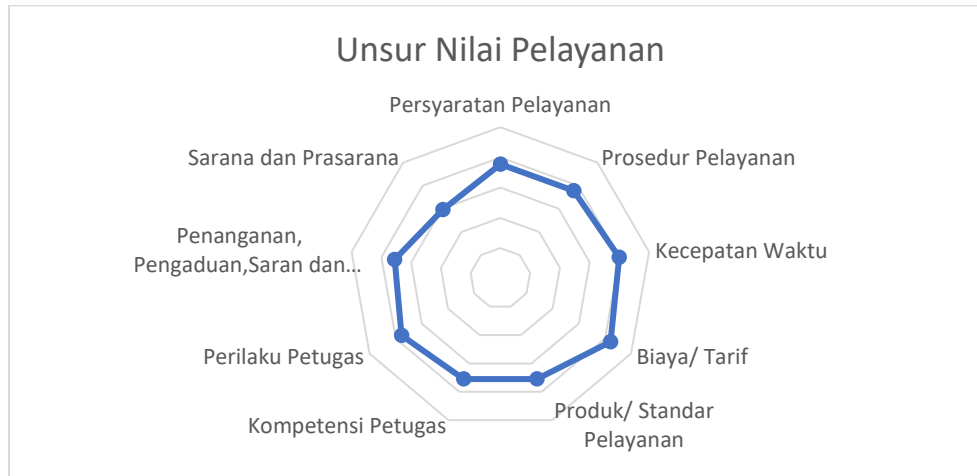 Unsur Nilai Pelayanan
Persyaratan Pelayanan
Prosedur Pelayanan
Kecepatan Waktu
Biaya/ Tarif
Produk/ Standar
Pelayanan
Kompetensi Petugas
Perilaku Petugas
Penanganan,
Pengaduan,Saran dan…
Sarana dan Prasarana